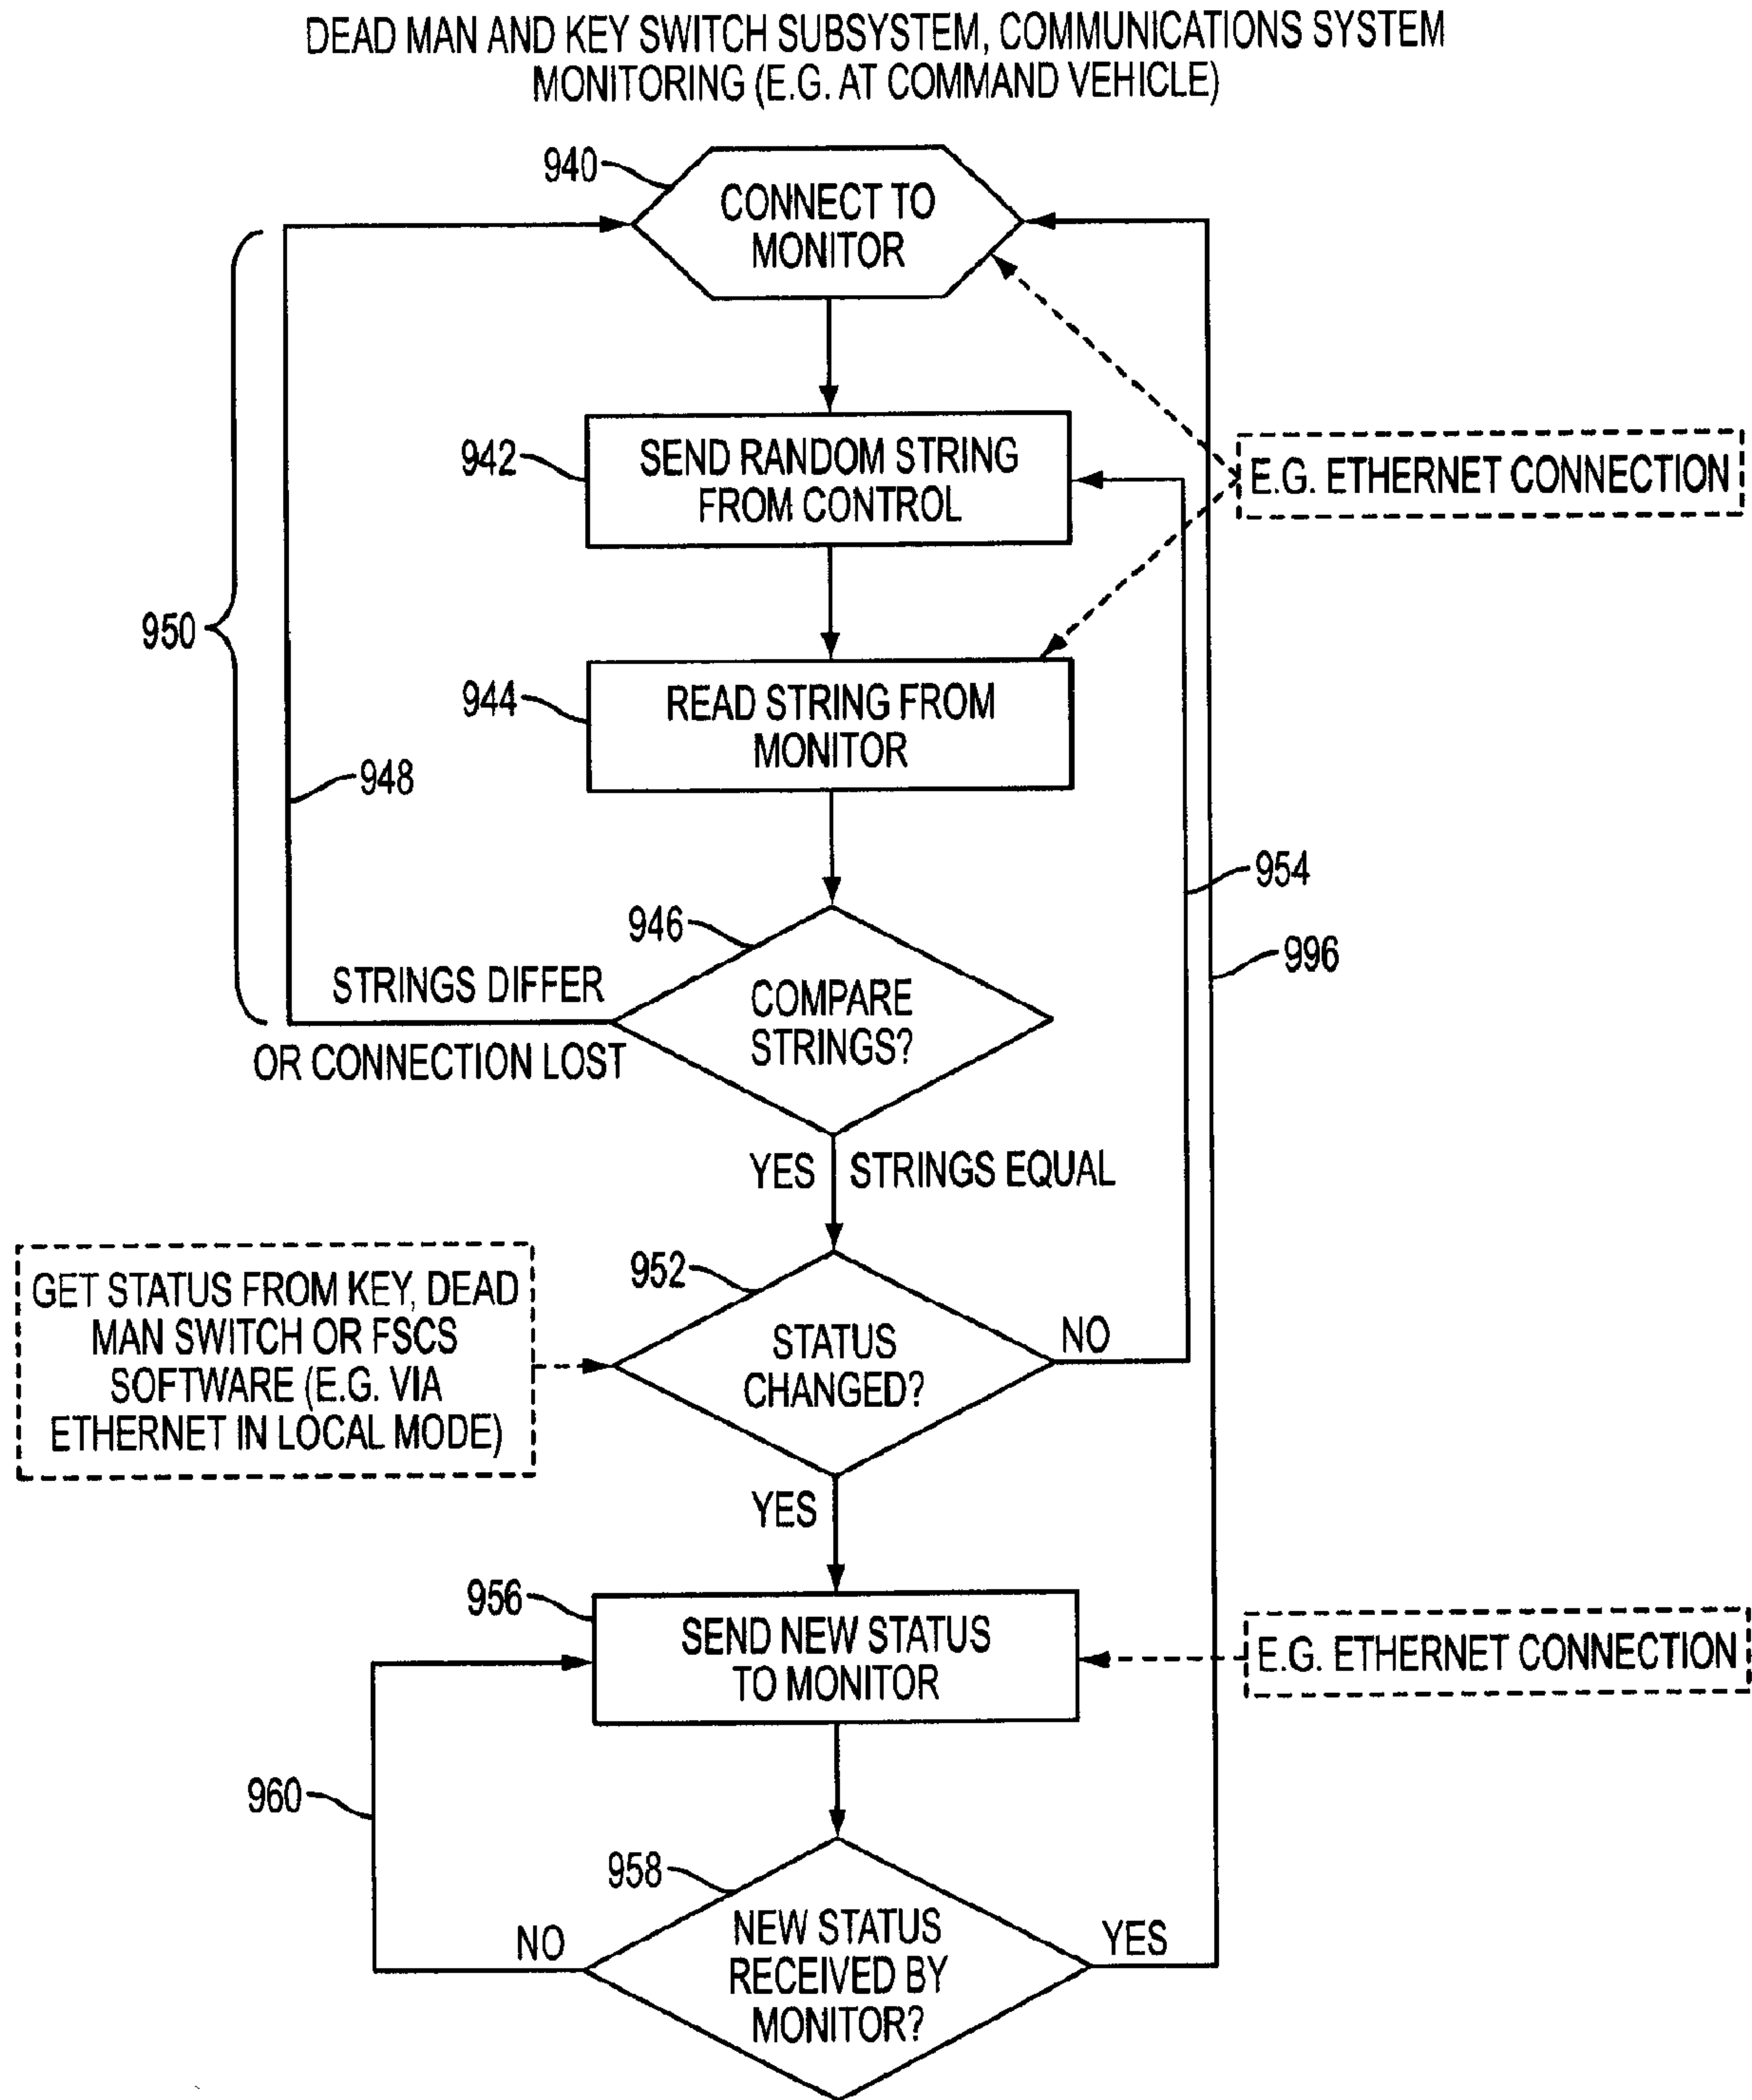 DEAD MAN AND KEY SWITCH SUBSYSTEM, COMMUNICATIONS SYSTEM
MONITORING (E.G. AT COMMAND VEHICLE)
940
CONNECT TO
MONITOR
942
SEND RANDOM STRING
FROM CONTROL
E.G. ETHERNET CONNECTION
950
944
READ STRING FROM
MONITOR
948
954
946
996
STRINGS DIFFER
OR CONNECTION LOST
COMPARE
STRINGS?
YES STRINGS EQUAL
GET STATUS FROM KEY, DEAD
MAN SWITCH OR FSCS
SOFTWARE (E.G. VIA
ETHERNET IN LOCAL MODE)
952
STATUS
CHANGED?
NO
YES
956
SEND NEW STATUS
TO MONITOR
E.G. ETHERNET CONNECTION
960
958
NO
NEW STATUS
RECEIVED BY
MONITOR?
YES